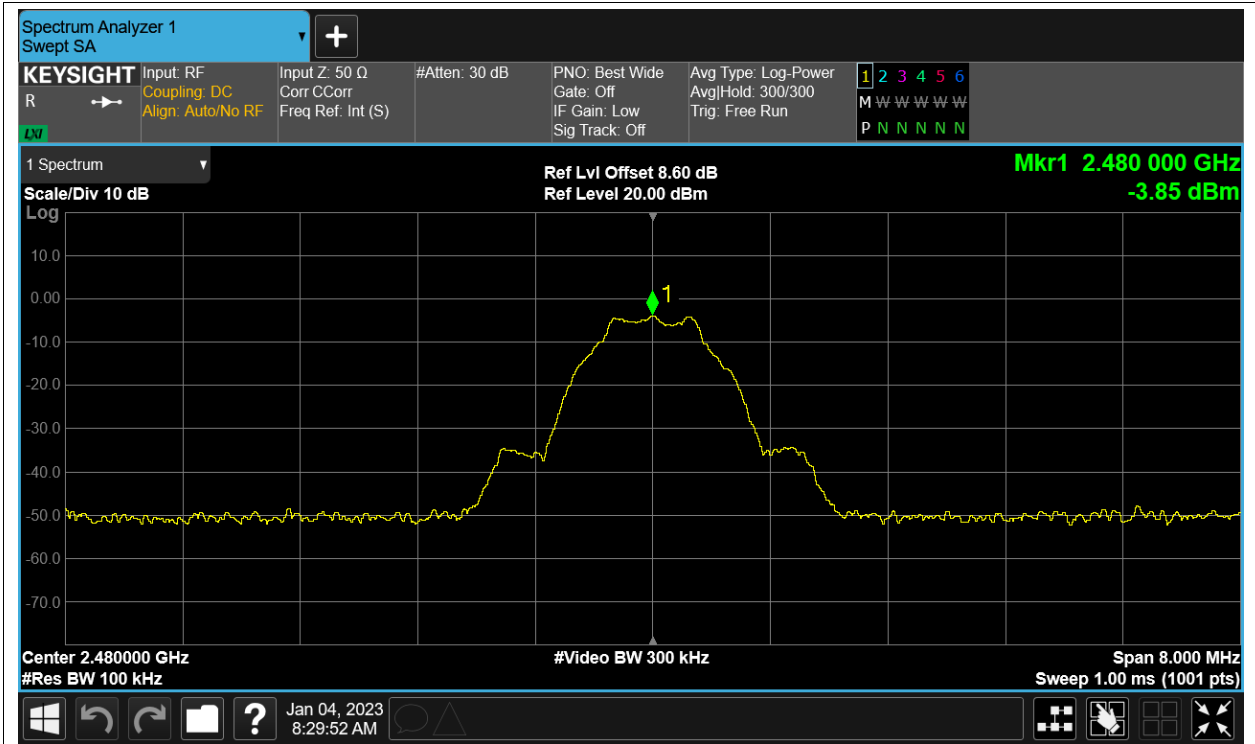 Spectrum Analyzer 1
Swept SA
KEYSIGHT
R
LXI
Input: RF
Coupling: DC
Align: Auto/No RF
Input Z: 50 Ω
Corr CCorr
Freq Ref: Int (S)
#Atten: 30 dB
PNO: Best Wide
Gate: Off
IF Gain: Low
Sig Track: Off
Avg Type: Log-Power
Avg|Hold: 300/300
Trig: Free Run
1 2 3 4 5 6
M W W W W W W
P N N N N N N
1 Spectrum
Scale/Div 10 dB
Log
Ref Lvl Offset 8.60 dB
Ref Level 20.00 dBm
Mkr1 2.480 000 GHz
-3.85 dBm
1
10.0
0.00
-10.0
-20.0
-30.0
-40.0
-50.0
-60.0
-70.0
Center 2.480000 GHz
#Res BW 100 kHz
#Video BW 300 kHz
Span 8.000 MHz
Sweep 1.00 ms (1001 pts)
?
Jan 04, 2023
8:29:52 AM